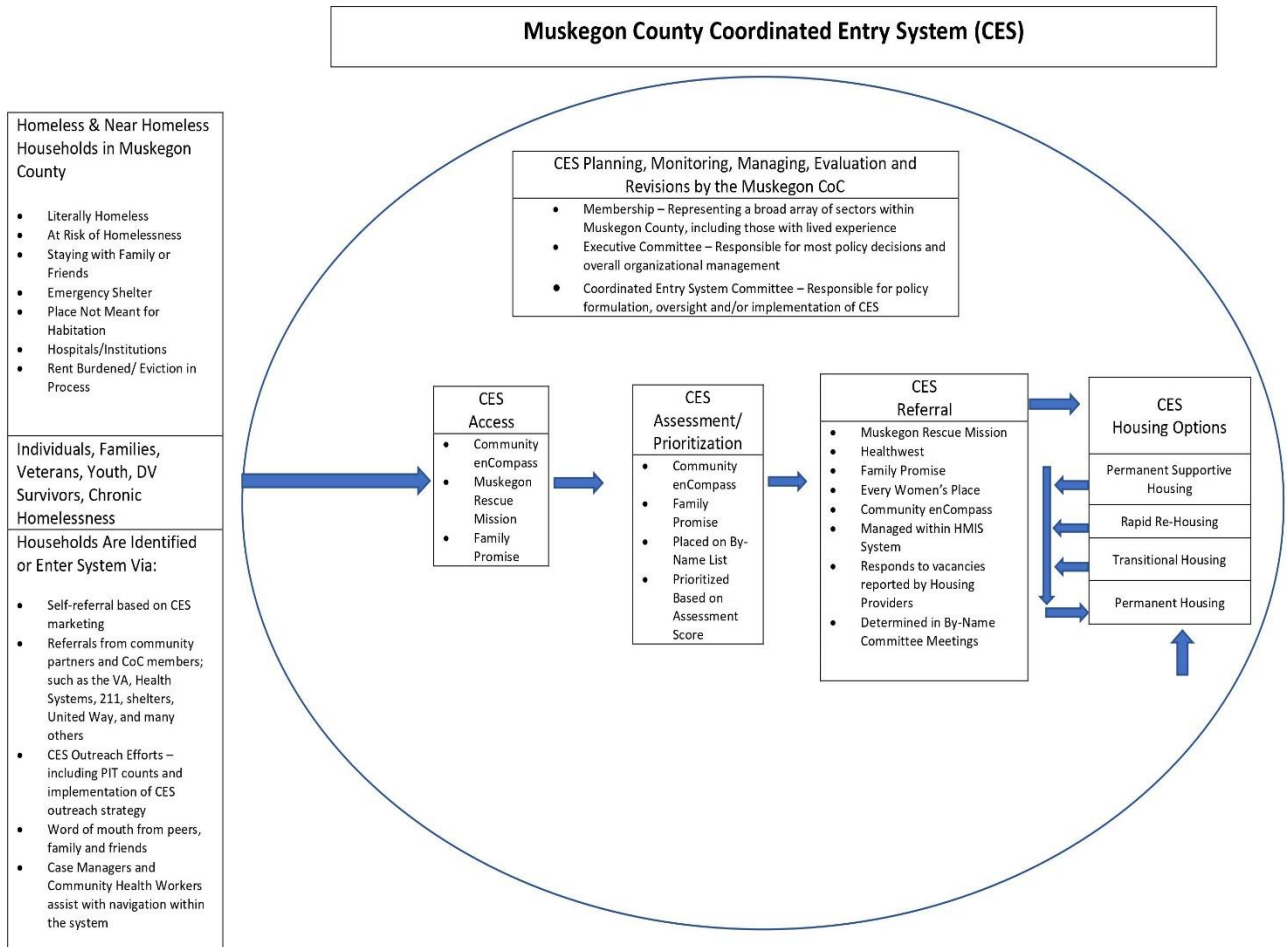 Muskegon County Coordinated Entry System (CES)
Homeless & Near Homeless
Households in Muskegon
County
• Literally Homeless
• At Risk of Homelessness
• Staying with Family or
Friends
• Emergency Shelter
• Place Not Meant for
Habitation
• Hospitals/Institutions
• Rent Burdened/ Eviction in
Process
Individuals, Families,
Veterans, Youth, DV
Survivors, Chronic
Homelessness
Households Are Identified
or Enter System Via:
• Self-referral based on CES
marketing
• Referrals from community
partners and CoC members;
such as the VA, Health
Systems, 211, shelters,
United Way, and many
others
• CES Outreach Efforts –
including PIT counts and
implementation of CES
outreach strategy
• Word of mouth from peers,
family and friends
• Case Managers and
Community Health Workers
assist with navigation within
the system
CES Planning, Monitoring, Managing, Evaluation and
Revisions by the Muskegon CoC
• Membership – Representing a broad array of sectors within
Muskegon County, including those with lived experience
• Executive Committee – Responsible for most policy decisions and
overall organizational management
• Coordinated Entry System Committee – Responsible for policy
formulation, oversight and/or implementation of CES
CES
Access
• Community
enCompass
• Muskegon
Rescue
Mission
• Family
Promise
CES
Assessment/
Prioritization
• Community
enCompass
• Family
Promise
• Placed on By-
Name List
• Prioritized
Based on
Assessment
Score
CES
Referral
• Muskegon Rescue Mission
• Healthwest
• Family Promise
• Every Women's Place
• Community enCompass
• Managed within HMIS
System
• Responds to vacancies
reported by Housing
Providers
• Determined in By-Name
Committee Meetings
CES
Housing Options
Permanent Supportive
Housing
Rapid Re-Housing
Transitional Housing
Permanent Housing